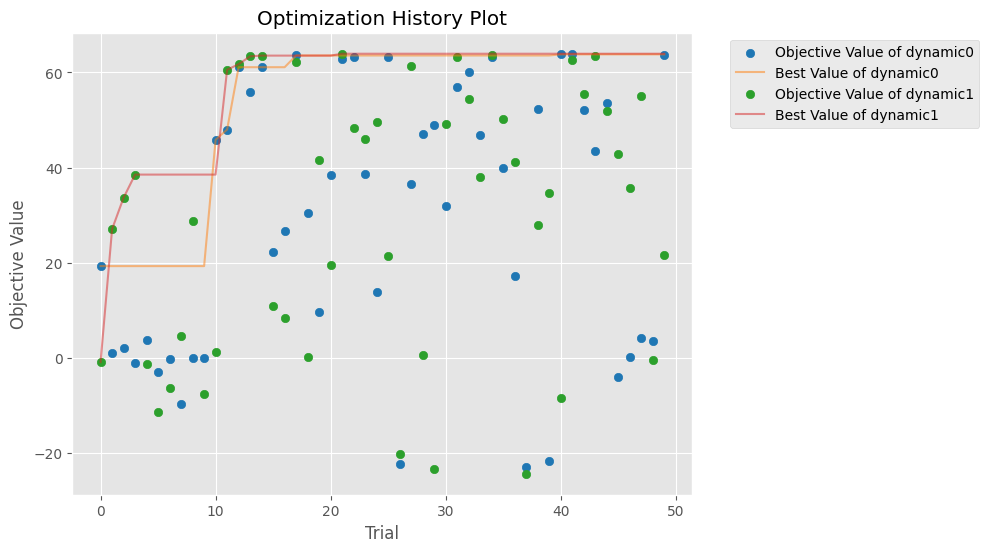 Optimization History Plot
Objective Value of dynamic0
Best Value of dynamic0
Objective Value of dynamic1
Best Value of dynamic1
Objective Value
60
40
20
0
−20
0 10 20 30 40 50
Trial